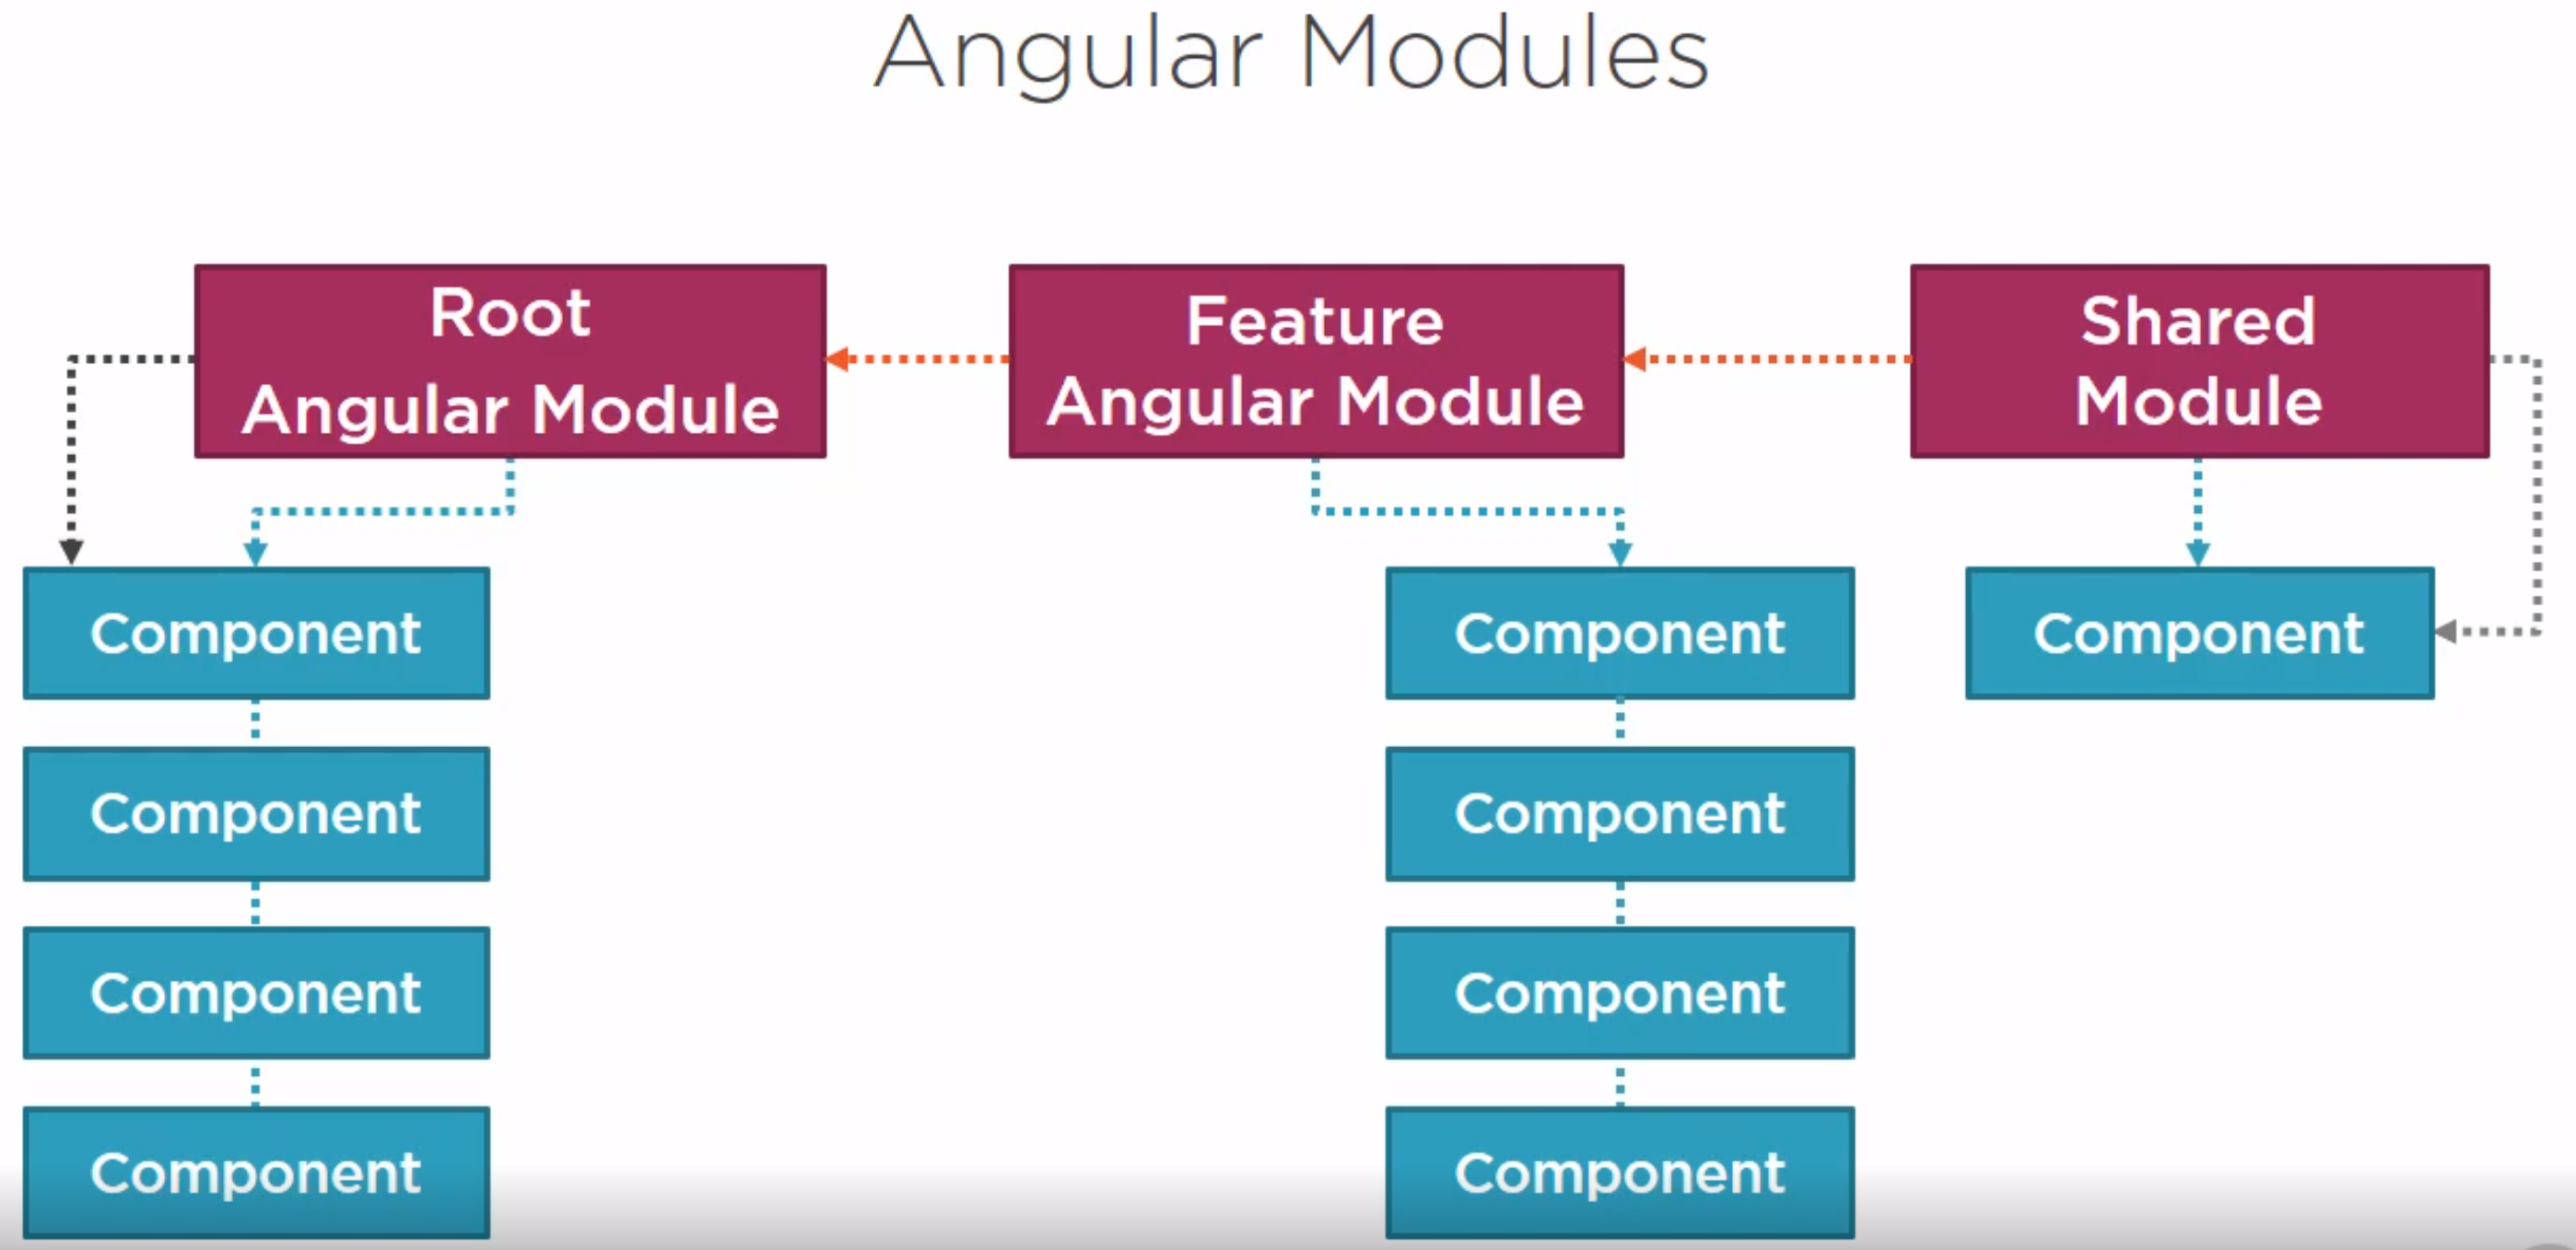 Angular Modules
Root
Angular Module
Feature
Angular Module
Shared
Module
Component
Component
Component
Component
Component
Component
Component
Component
Component